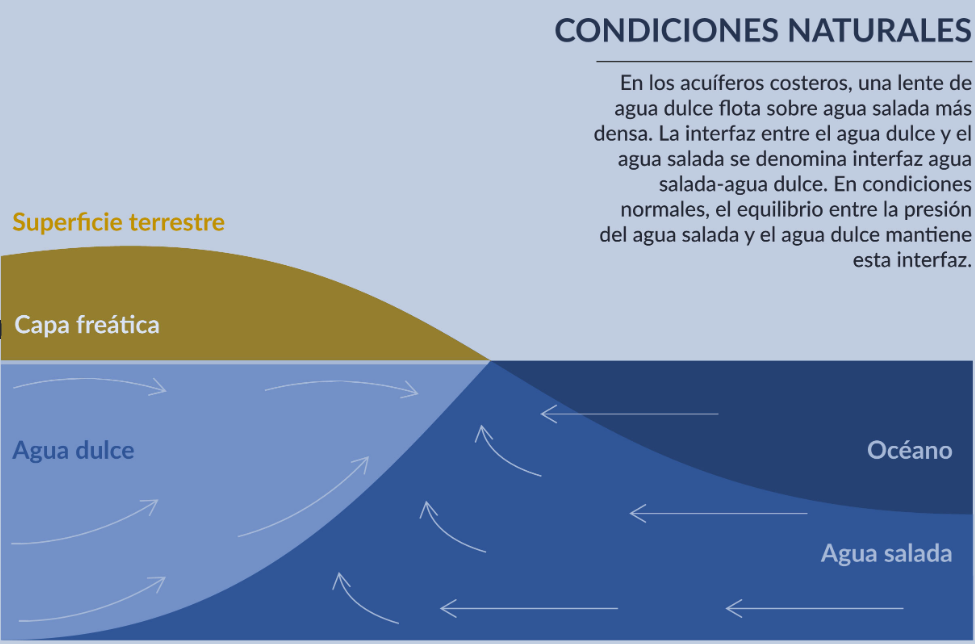 CONDICIONES NATURALES
En los acuíferos costeros, una lente de
agua dulce flota sobre agua salada más
densa. La interfaz entre el agua dulce y el
agua salada se denomina interfaz agua
salada-agua dulce. En condiciones
normales, el equilibrio entre la presión
del agua salada y el agua dulce mantiene
esta interfaz.
Superficie terrestre
Capa freática
Agua dulce
Océano
Agua salada